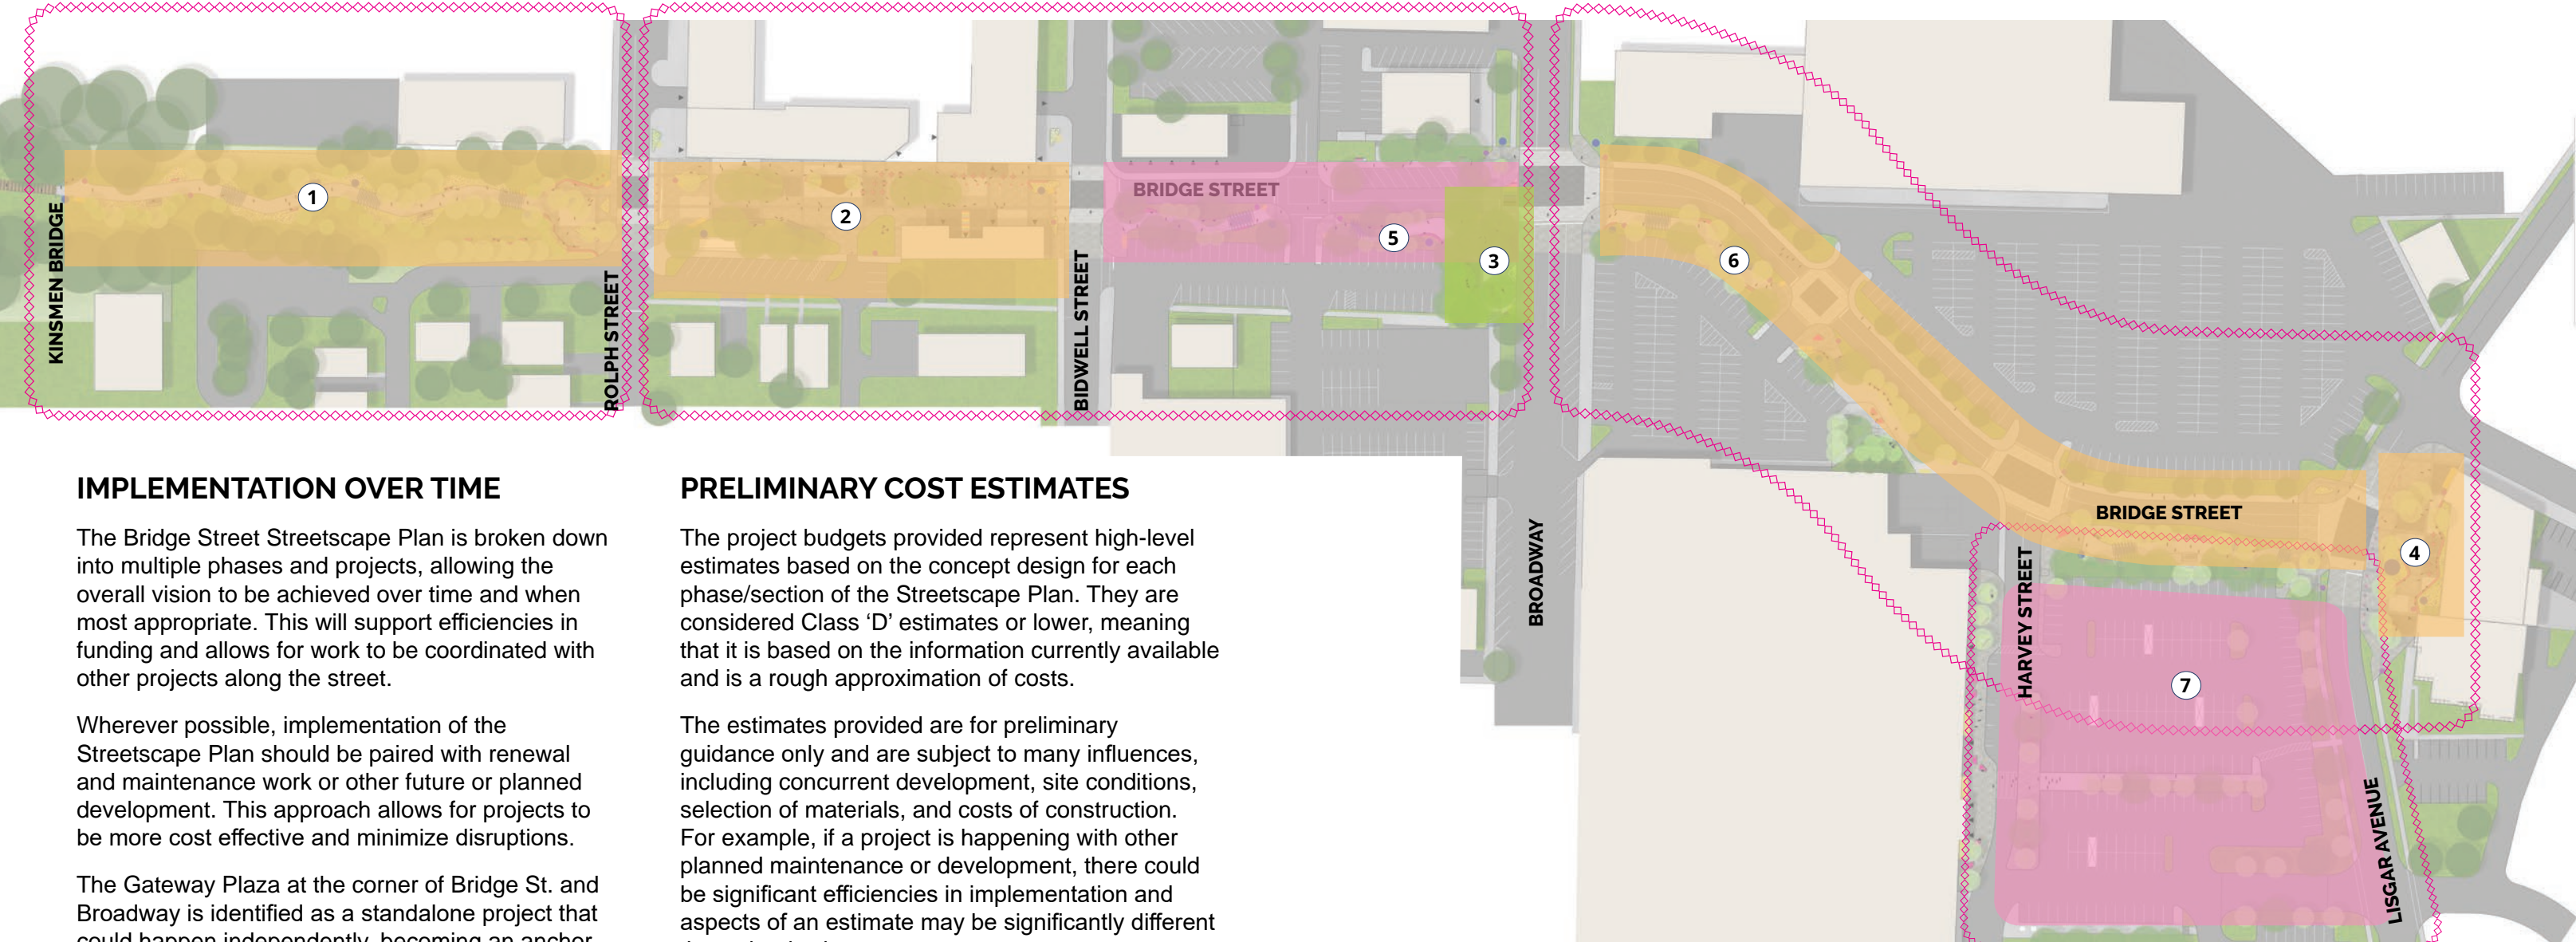 KINSMEN BRIDGE
1
ROLPH STREET
2
BIDWELL STREET
BRIDGE STREET
5
3
BROADWAY
6
BRIDGE STREET
HARVEY STREET
4
7
LISGAR AVENUE
IMPLEMENTATION OVER TIME
The Bridge Street Streetscape Plan is broken down
into multiple phases and projects, allowing the
overall vision to be achieved over time and when
most appropriate. This will support efficiencies in
funding and allows for work to be coordinated with
other projects along the street.
Wherever possible, implementation of the
Streetscape Plan should be paired with renewal
and maintenance work or other future or planned
development. This approach allows for projects to
be more cost effective and minimize disruptions.
The Gateway Plaza at the corner of Bridge St. and
Broadway is identified as a standalone project that
could happen independently, becoming an anchor
PRELIMINARY COST ESTIMATES
The project budgets provided represent high-level
estimates based on the concept design for each
phase/section of the Streetscape Plan. They are
considered Class ‘D’ estimates or lower, meaning
that it is based on the information currently available
and is a rough approximation of costs.
The estimates provided are for preliminary
guidance only and are subject to many influences,
including concurrent development, site conditions,
selection of materials, and costs of construction.
For example, if a project is happening with other
planned maintenance or development, there could
be significant efficiencies in implementation and
aspects of an estimate may be significantly different